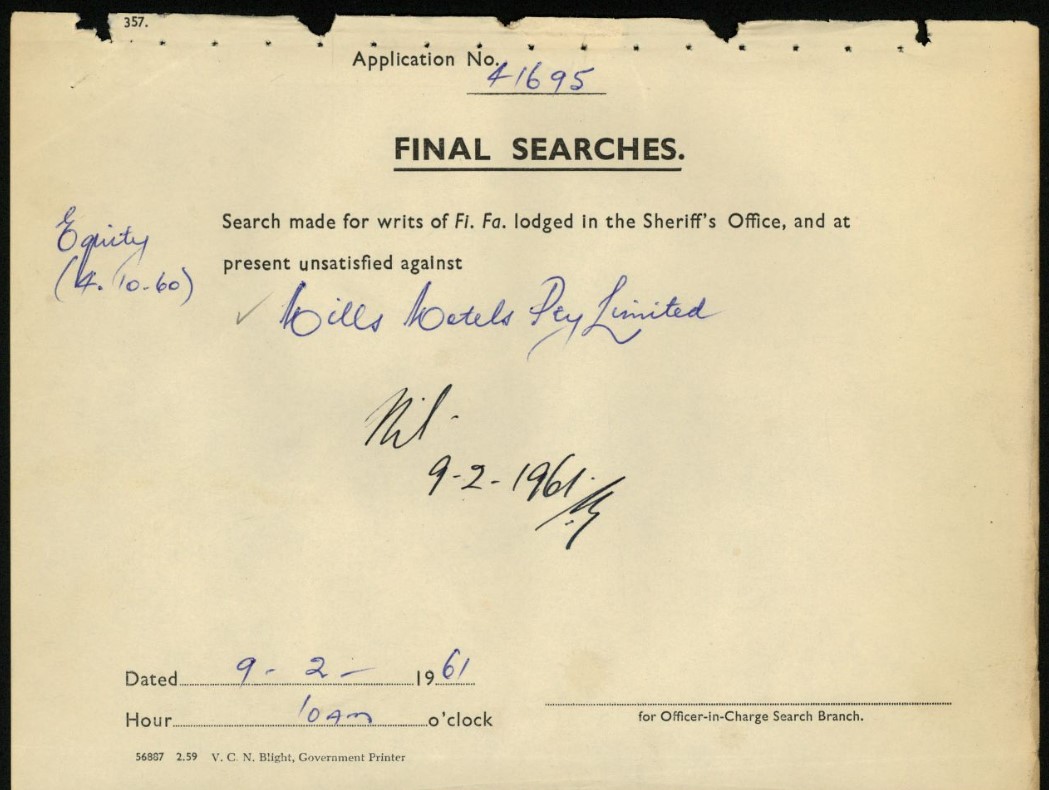 357.
Application No. 41695
FINAL SEARCHES.
Search made for writs of Fi. Fa. lodged in the Sheriff's Office, and at
present unsatisfied against
Equity
(4. 10-60)
✓ Mills Motels Pty Limited
Nil -
9-2-1961.
Dated 9-2- 1961
Hour 10am o'clock
for Officer-in-Charge Search Branch.
56887 2.59 V. C. N. Blight, Government Printer